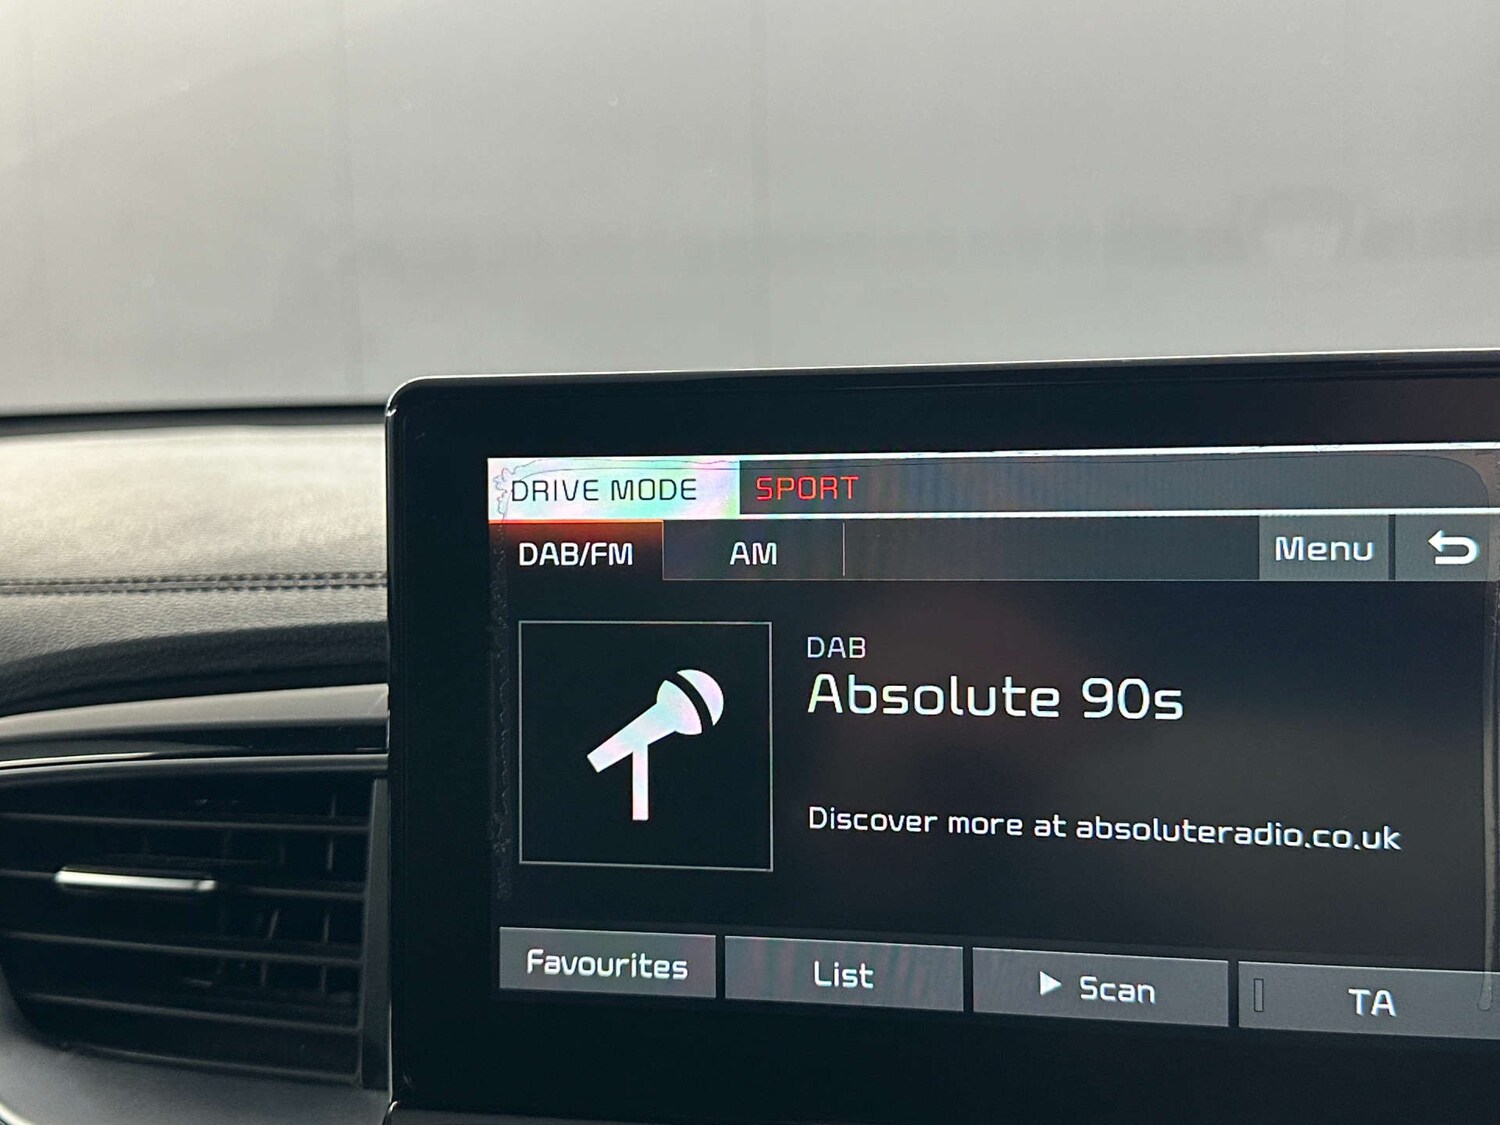 DRIVE MODE SPORT
DAB/FM AM Menu
DAB
Absolute 90s
Discover more at absoluteradio.co.uk
Favourites List Scan TA